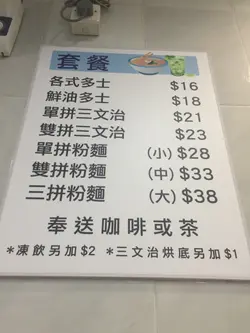 套餐
各式多士 $16
鮮油多士 $18
單拼三文治 $21
雙拼三文治 $23
單拼粉麵 (小) $28
雙拼粉麵 (中) $33
三拼粉麵 (大) $38
奉送咖啡或茶
*凍飲另加$2 *三文治烘底另加$1